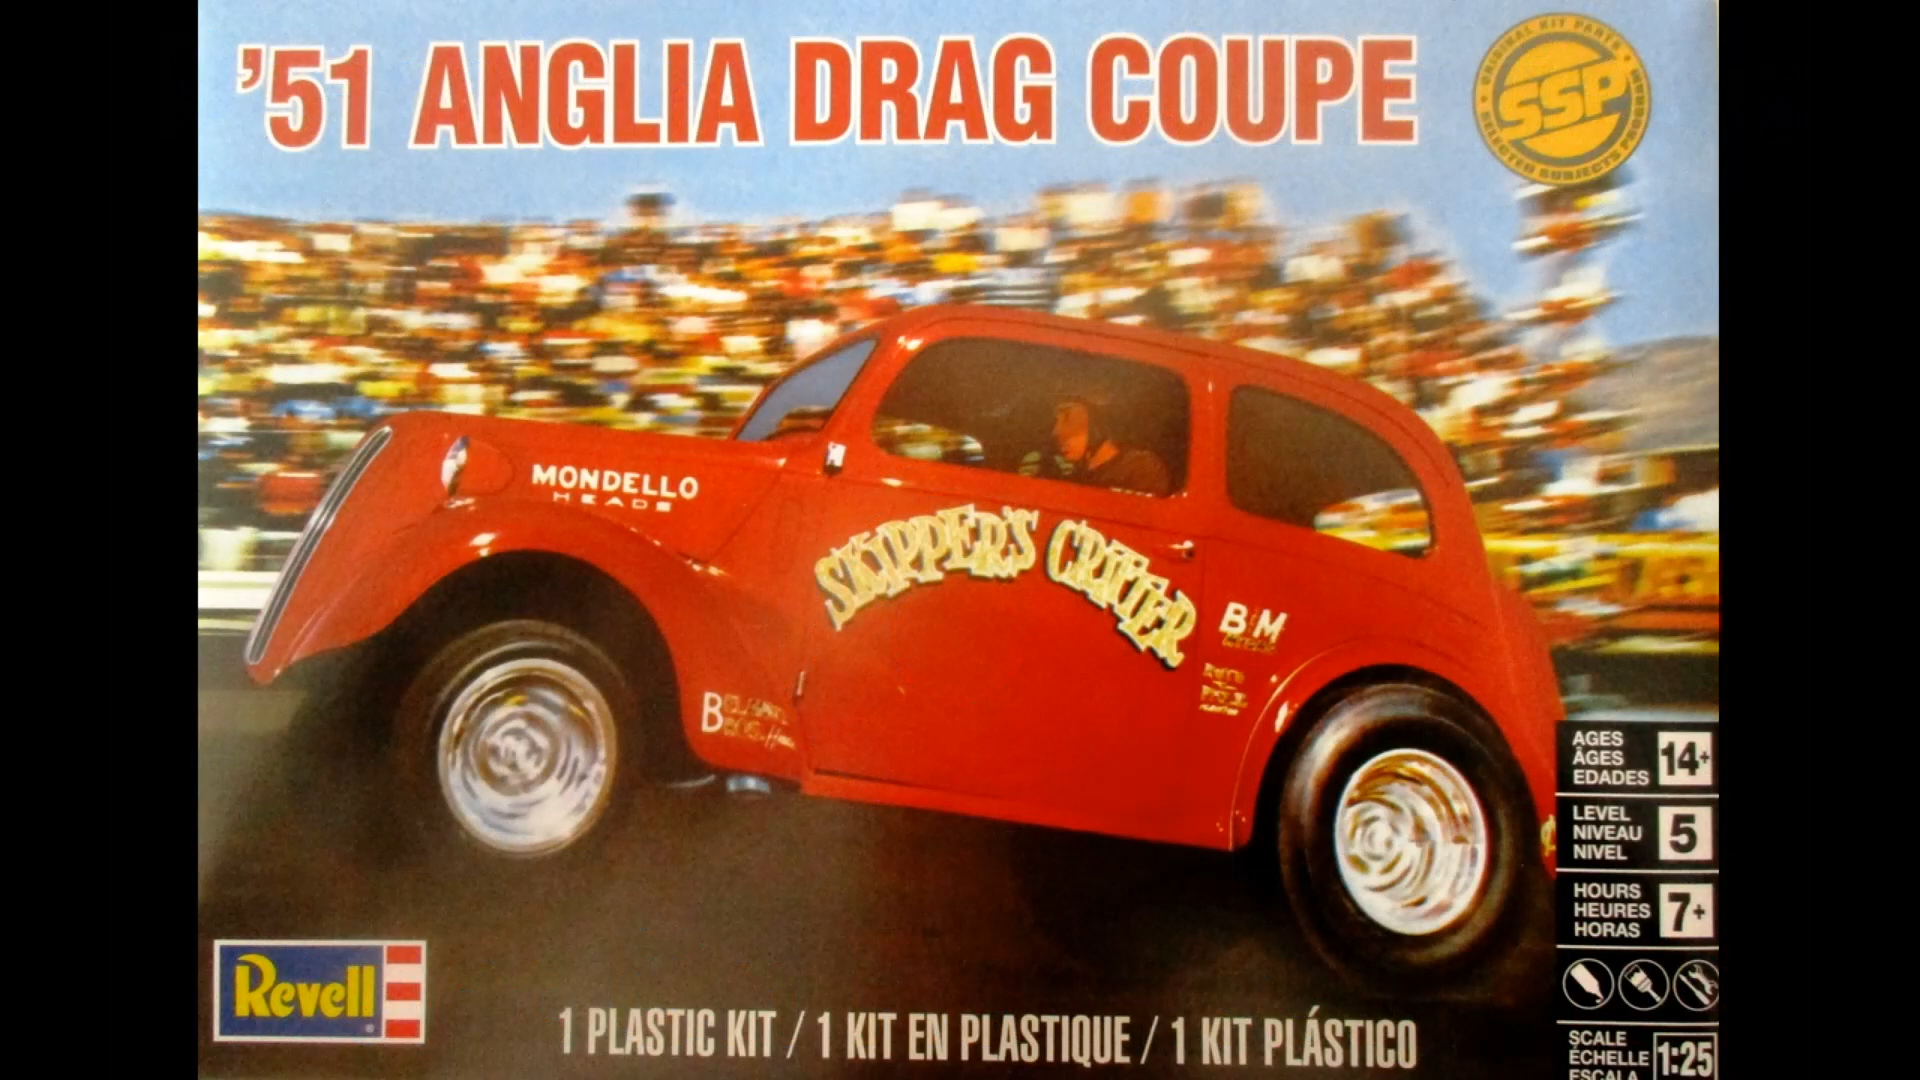 '51 ANGLIA DRAG COUPE
ORIGINAL KIT PARTS
SSP
SELECTED SUBJECTS PROGRAM
MONDELLO
HEADS
SKIPPER'S CRITTER
B&M
BROS.
AGES
ÂGES
EDADES
14+
LEVEL
NIVEAU
NIVEL
5
HOURS
HEURES
HORAS
7+
Revell
1 PLASTIC KIT / 1 KIT EN PLASTIQUE / 1 KIT PLÁSTICO
SCALE
ÉCHELLE
ESCALA
1:25